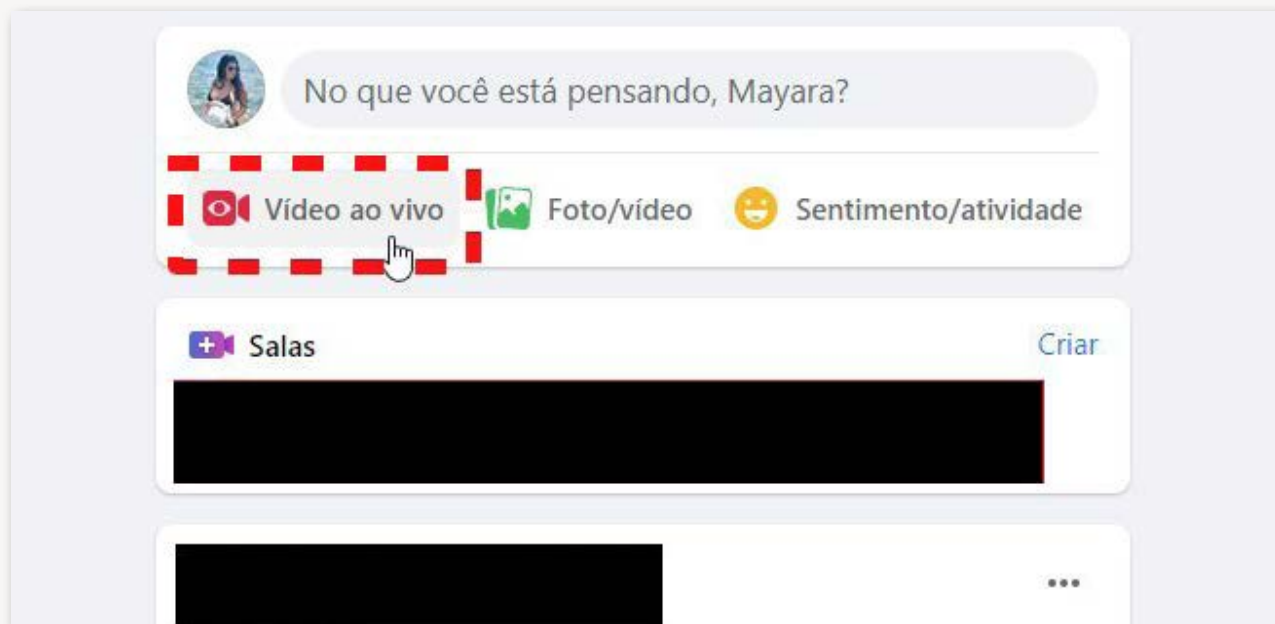 No que você está pensando, Mayara?
Vídeo ao vivo Foto/vídeo Sentimento/atividade
Salas Criar